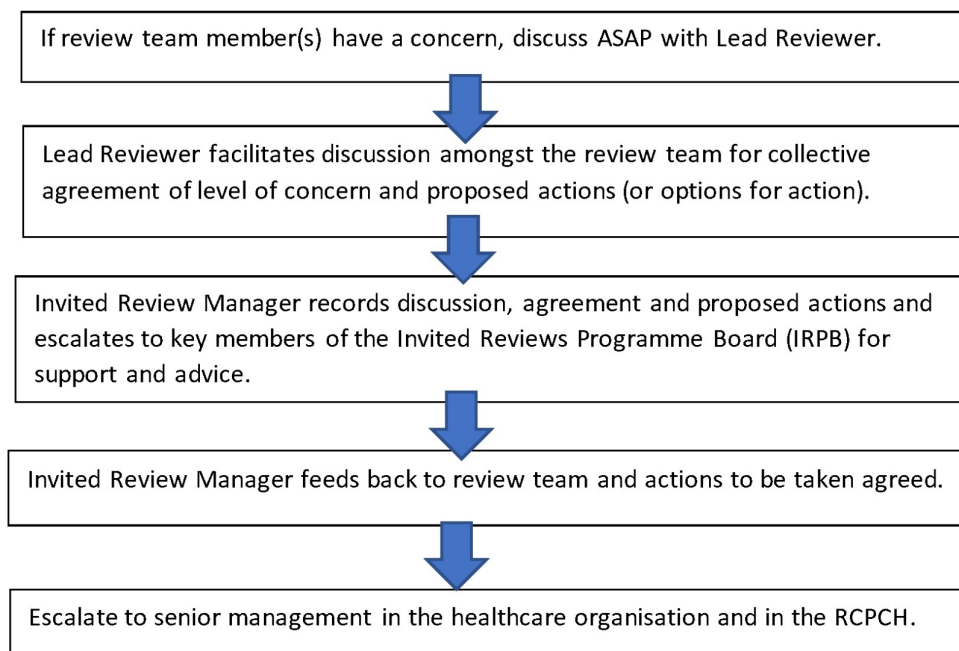 If review team member(s) have a concern, discuss ASAP with Lead Reviewer.
Lead Reviewer facilitates discussion amongst the review team for collective
agreement of level of concern and proposed actions (or options for action).
Invited Review Manager records discussion, agreement and proposed actions and
escalates to key members of the Invited Reviews Programme Board (IRPB) for
support and advice.
Invited Review Manager feeds back to review team and actions to be taken agreed.
Escalate to senior management in the healthcare organisation and in the RCPCH.